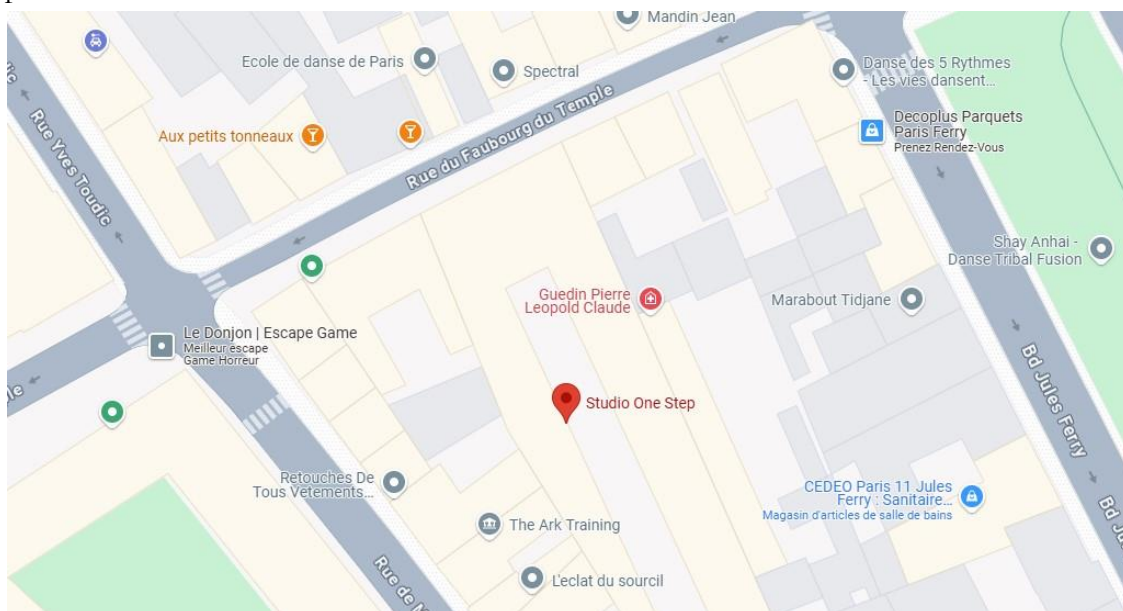 Mandin Jean
Ecole de danse de Paris
Spectral
Danse des 5 Rythmes
- Les vies dansent...
Rue Yves Toudic
Aux petits tonneaux
Rue du Faubourg du Temple
Decoplus Parquets
Paris Ferry
Prenez Rendez-Vous
Shay Anhai -
Danse Tribal Fusion
Guedin Pierre
Leopold Claude
Marabout Tidjane
Le Donjon | Escape Game
Meilleur escape
Game Horreur
Bd Jules Ferry
Studio One Step
Retouches De
Tous Vetements...
CEDEO Paris 11 Jules
Ferry : Sanitaire...
Magasin d'articles de salle de bains
The Ark Training
L'eclat du sourcil
Rue de